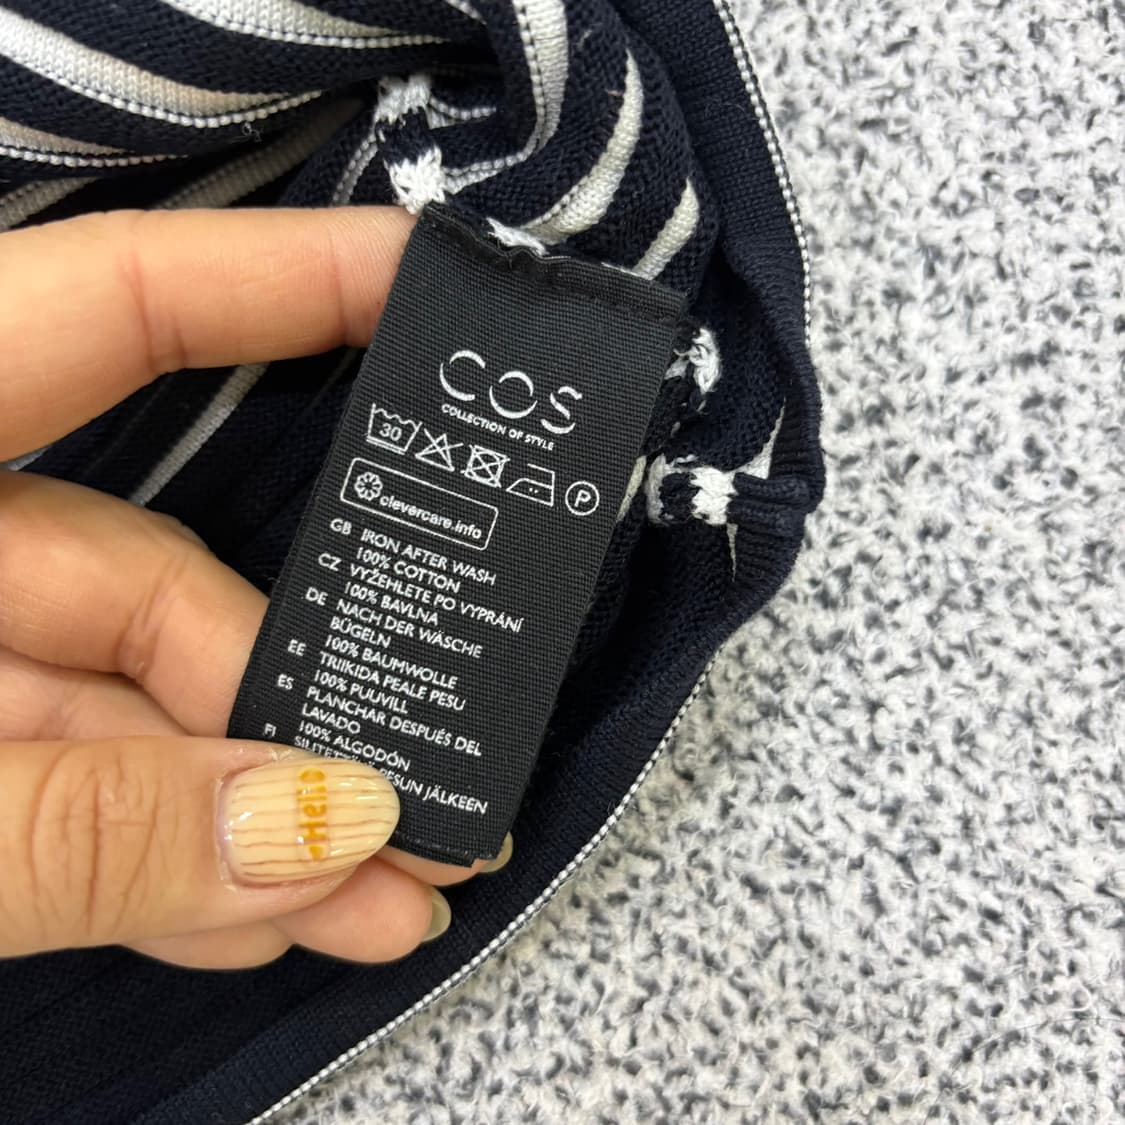 COS
COLLECTION OF STYLE
30
P
clevercare.info
GB IRON AFTER WASH
100% COTTON
CZ VYŽEHLETE PO VYPRÁNÍ
100% BAVLNA
DE NACH DER WÄSCHE
BÜGELN
100% BAUMWOLLE
EE TRIIKIDA PEALE PESU
100% PUUVILL
ES PLANCHAR DESPUÉS DEL
LAVADO
100% ALGODÓN
FI JÄLKEEN
Hello